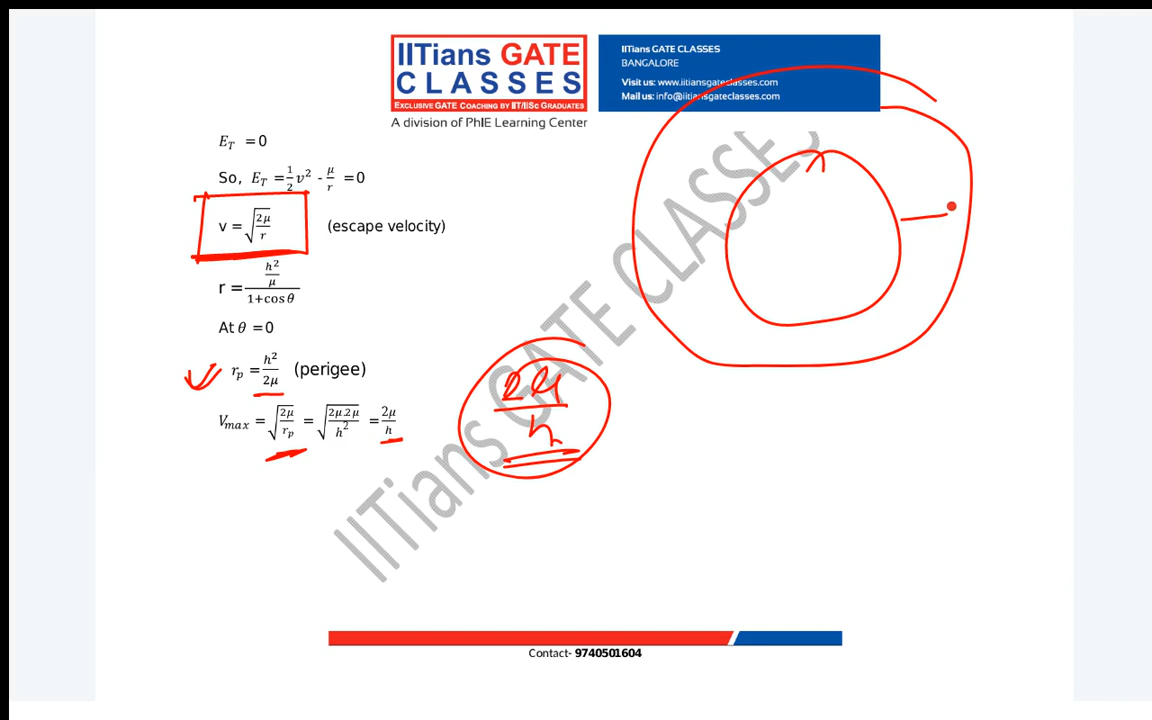 IITians GATE
CLASSES
EXCLUSIVE GATE COACHING BY IIT/IISc GRADUATES
A division of PhIE Learning Center
IITians GATE CLASSES
BANGALORE
Visit us: www.iitiansgateclasses.com
Mail us: info@iitiansgateclasses.com
E_T = 0
So, E_T = 1/2 v² - μ/r = 0
v = √(2μ/r) (escape velocity)
r = (h²/μ)/(1+cos θ)
At θ = 0
r_p = h²/2μ (perigee)
V_max = √(2μ/r_p) = √(2μ.2μ/h²) = 2μ/h
2μ/h
IITians GATE CLASSES
Contact- 9740501604